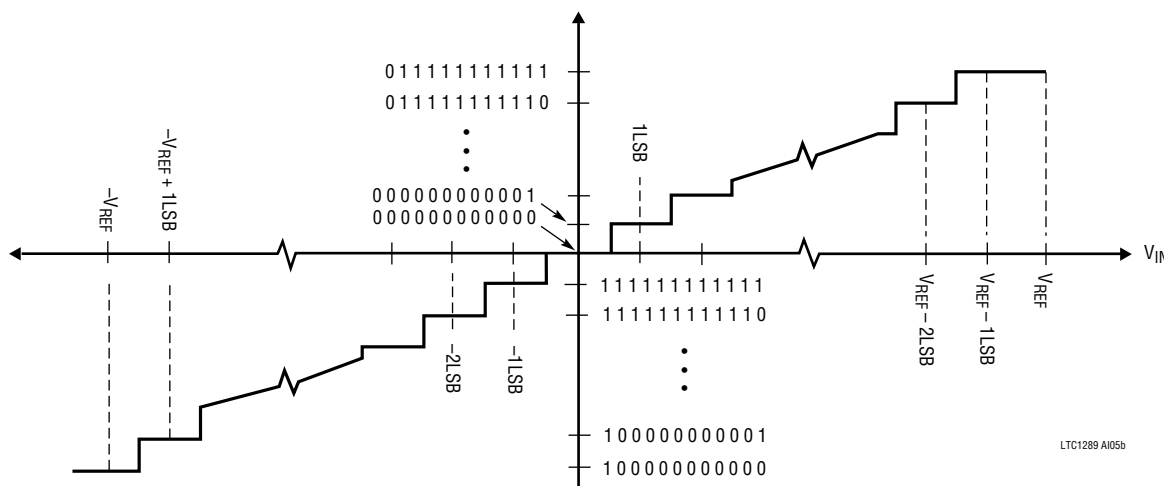 011111111111
011111111110
000000000001
000000000000
–VREF
–VREF + 1LSB
1LSB
VIN
–2LSB
–1LSB
VREF – 2LSB
VREF – 1LSB
VREF
111111111111
111111111110
100000000001
100000000000
LTC1289 AI05b